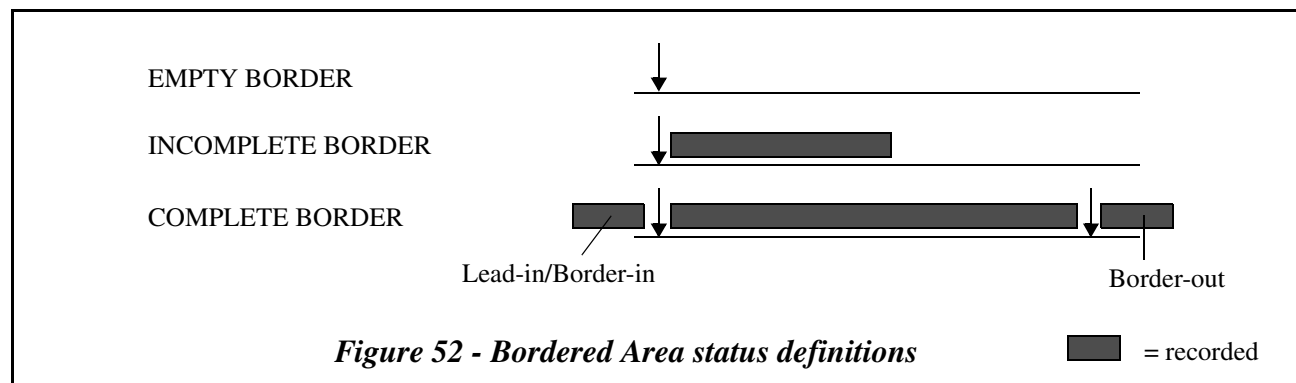 EMPTY BORDER
INCOMPLETE BORDER
COMPLETE BORDER
Lead-in/Border-in
Border-out
Figure 52 - Bordered Area status definitions
= recorded